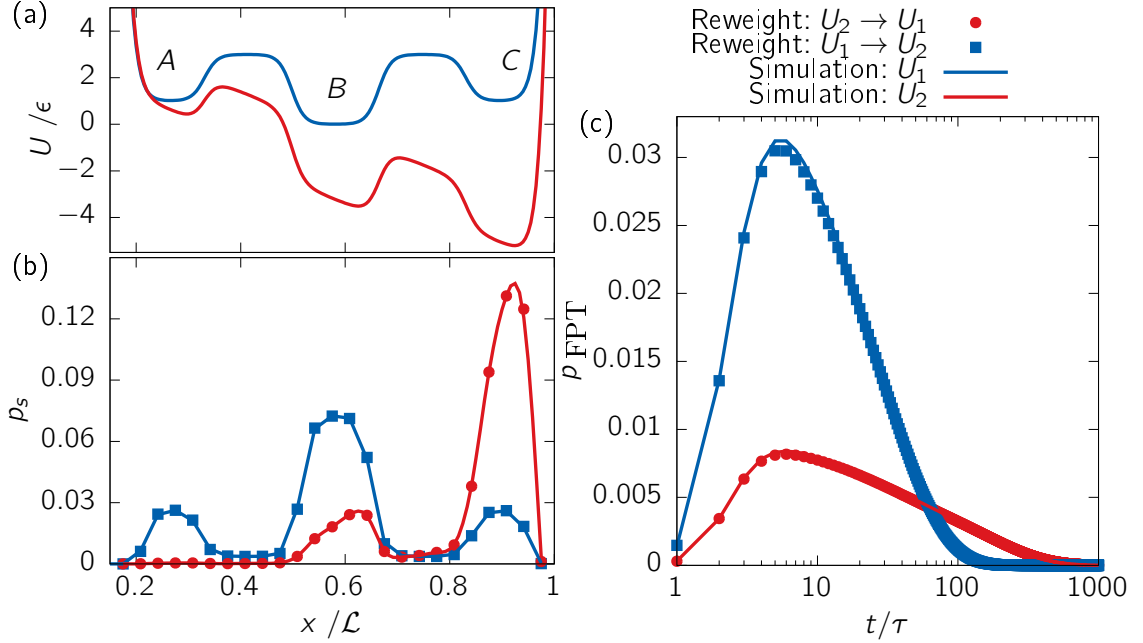 (a)
4
2
0
−2
−4
U /ϵ
A
B
C
(b)
0.12
0.09
0.06
0.03
0
pₛ
0.2
0.4
0.6
0.8
1
x /ℒ
Reweight: U₂ → U₁
Reweight: U₁ → U₂
Simulation: U₁
Simulation: U₂
(c)
0.03
0.025
0.02
0.015
0.01
0.005
0
p FPT
1
10
100
1000
t/τ